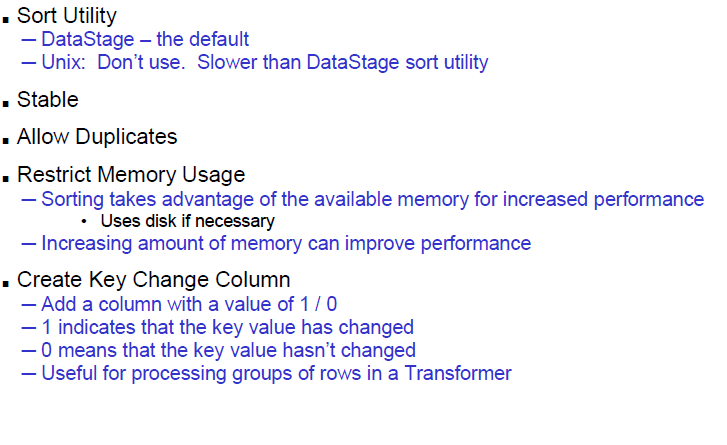 ▪ Sort Utility
– DataStage – the default
– Unix: Don't use. Slower than DataStage sort utility
▪ Stable
▪ Allow Duplicates
▪ Restrict Memory Usage
– Sorting takes advantage of the available memory for increased performance
• Uses disk if necessary
– Increasing amount of memory can improve performance
▪ Create Key Change Column
– Add a column with a value of 1 / 0
– 1 indicates that the key value has changed
– 0 means that the key value hasn't changed
– Useful for processing groups of rows in a Transformer